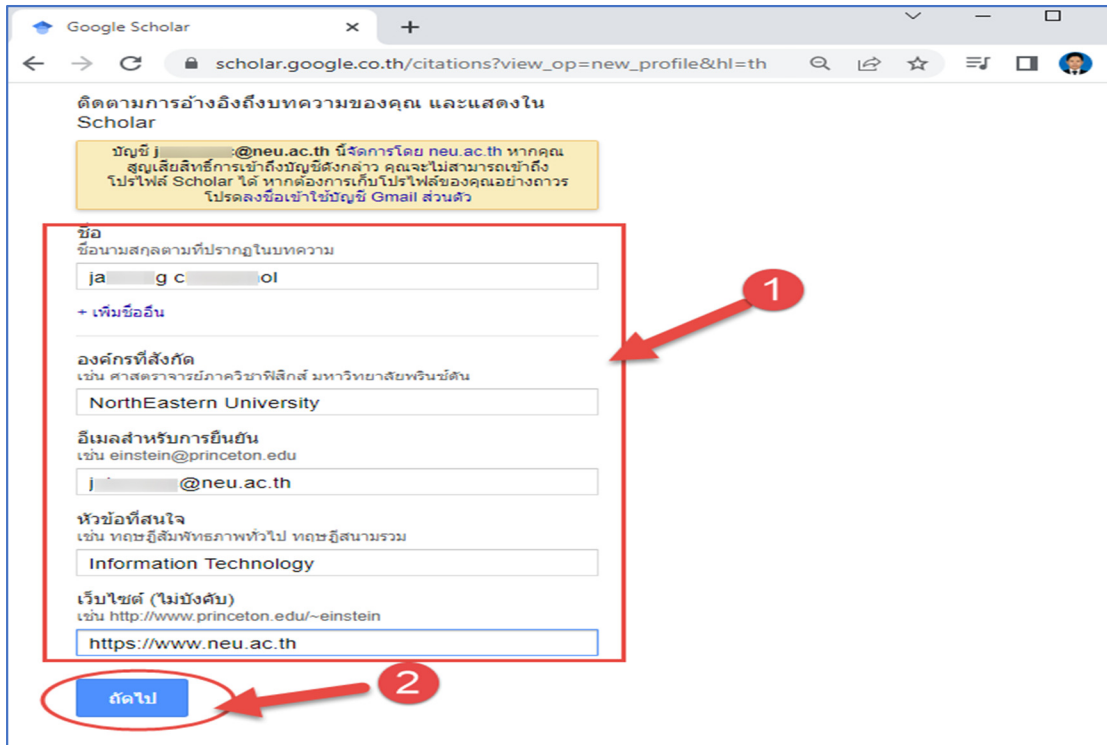 Google Scholar
scholar.google.co.th/citations?view_op=new_profile&hl=th
ติดตามการอ้างอิงถึงบทความของคุณ และแสดงใน
Scholar
บัญชี j :@neu.ac.th นี้จัดการโดย neu.ac.th หากคุณ
สูญเสียสิทธิ์การเข้าถึงบัญชีดังกล่าว คุณจะไม่สามารถเข้าถึง
โปรไฟล์ Scholar ได้ หากต้องการเก็บโปรไฟล์ของคุณอย่างถาวร
โปรดลงชื่อเข้าใช้บัญชี Gmail ส่วนตัว
ชื่อ
ชื่อนามสกุลตามที่ปรากฏในบทความ
ja g c ol
+ เพิ่มชื่ออื่น
1
องค์กรที่สังกัด
เช่น ศาสตราจารย์ภาควิชาฟิสิกส์ มหาวิทยาลัยพรินซ์ตัน
NorthEastern University
อีเมลสำหรับการยืนยัน
เช่น einstein@princeton.edu
j @neu.ac.th
หัวข้อที่สนใจ
เช่น ทฤษฎีสัมพัทธภาพทั่วไป ทฤษฎีสนามรวม
Information Technology
เว็บไซต์ (ไม่บังคับ)
เช่น http://www.princeton.edu/~einstein
https://www.neu.ac.th
2
ถัดไป